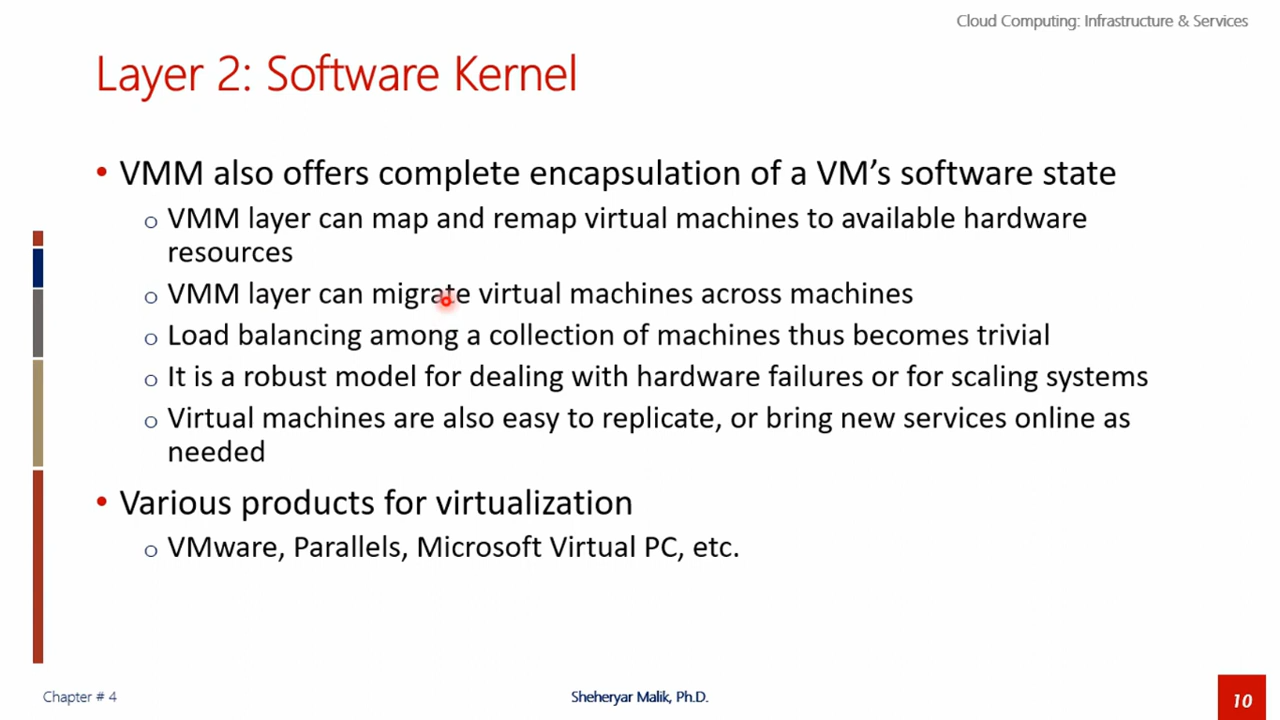 Cloud Computing: Infrastructure & Services
Layer 2: Software Kernel
• VMM also offers complete encapsulation of a VM’s software state
o VMM layer can map and remap virtual machines to available hardware
resources
o VMM layer can migrate virtual machines across machines
o Load balancing among a collection of machines thus becomes trivial
o It is a robust model for dealing with hardware failures or for scaling systems
o Virtual machines are also easy to replicate, or bring new services online as
needed
• Various products for virtualization
o VMware, Parallels, Microsoft Virtual PC, etc.
Chapter # 4
Sheheryar Malik, Ph.D.
10